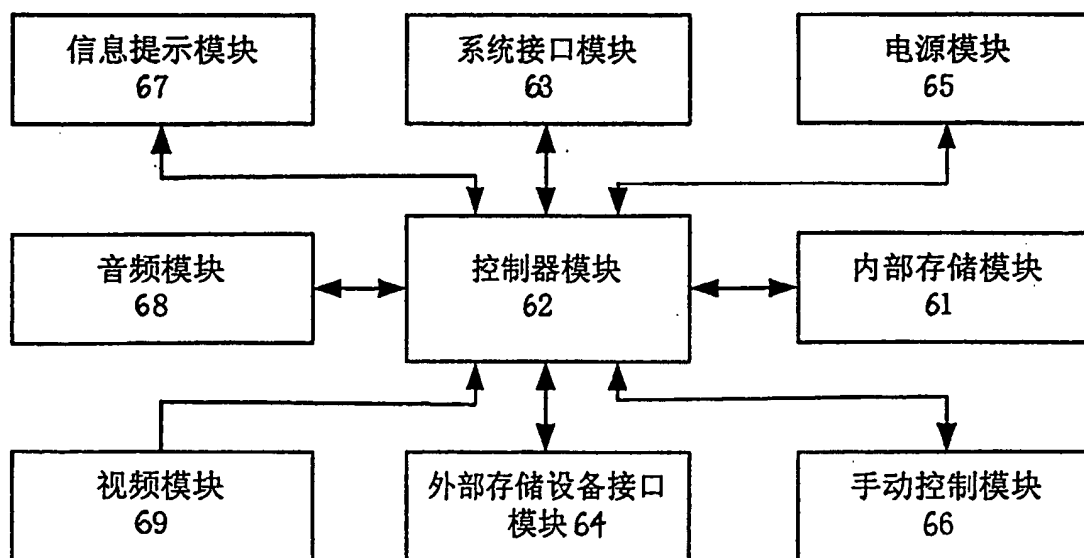 信息提示模块
67
系统接口模块
63
电源模块
65
音频模块
68
控制器模块
62
内部存储模块
61
视频模块
69
外部存储设备接口
模块64
手动控制模块
66